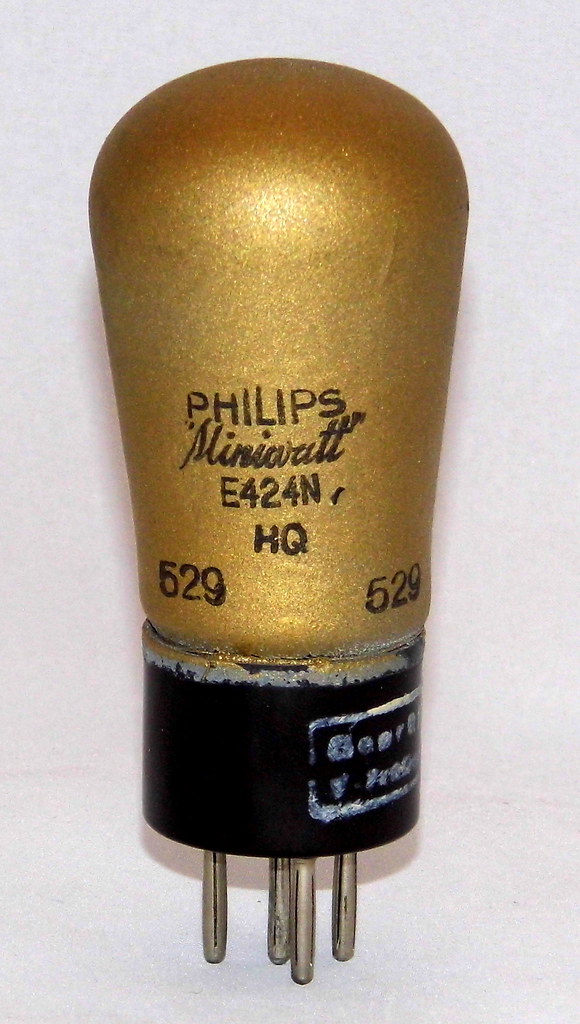 PHILIPS
"Miniwatt"
E424N
HQ
529 529